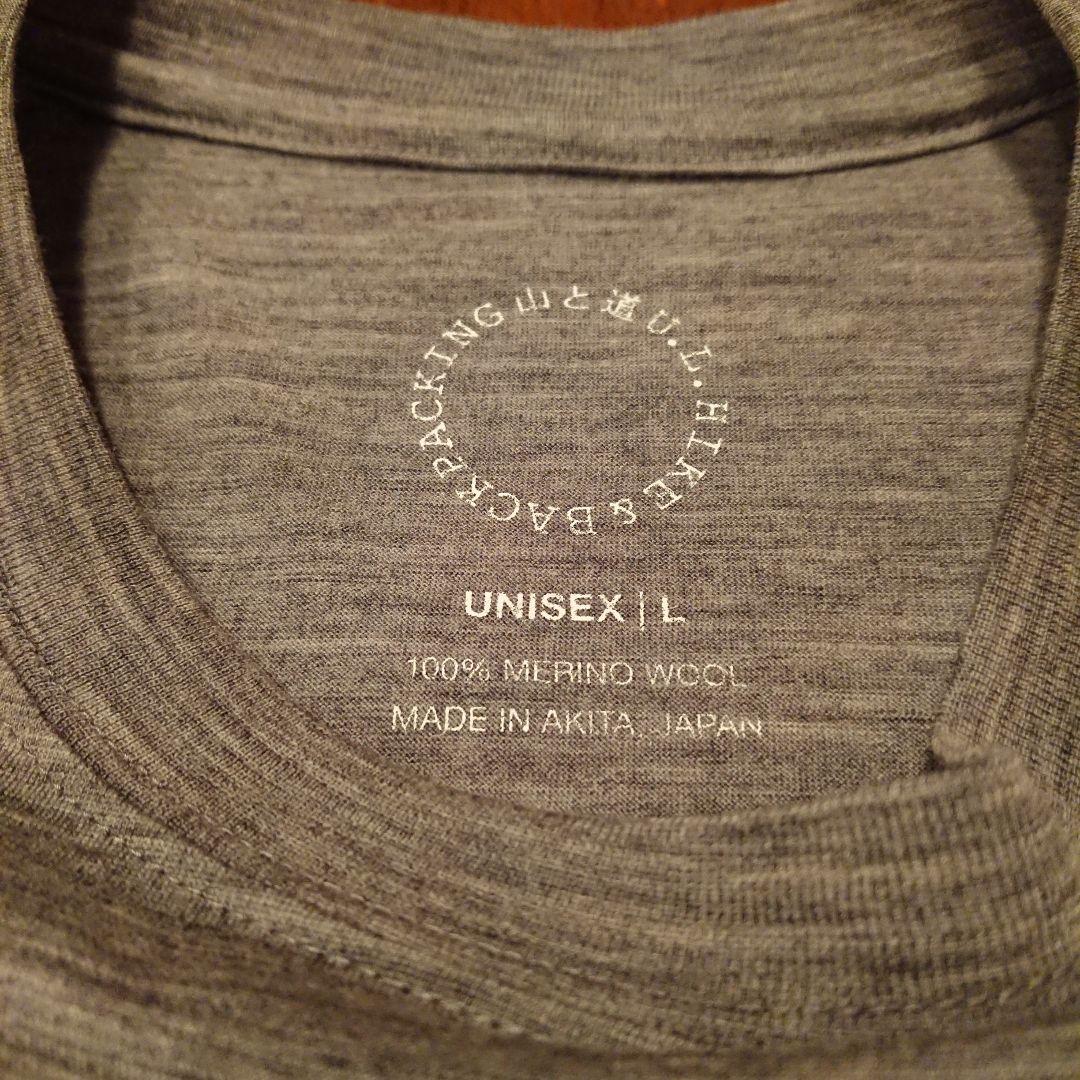 山と道 U.L. HIKE & BACKPACKING
UNISEX | L
100% MERINO WOOL
MADE IN AKITA, JAPAN